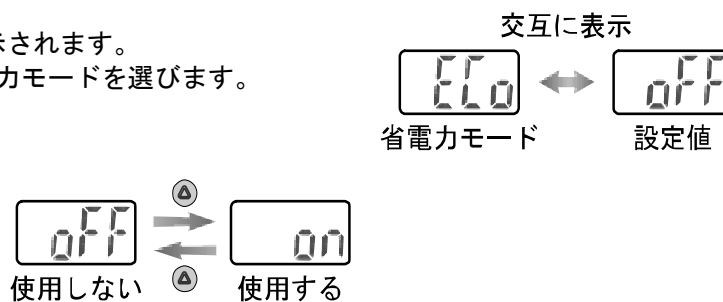 交互に表示
示されます。
力モードを選びます。
ECo
oFF
省電力モード
設定値
oFF
on
使用しない
使用する